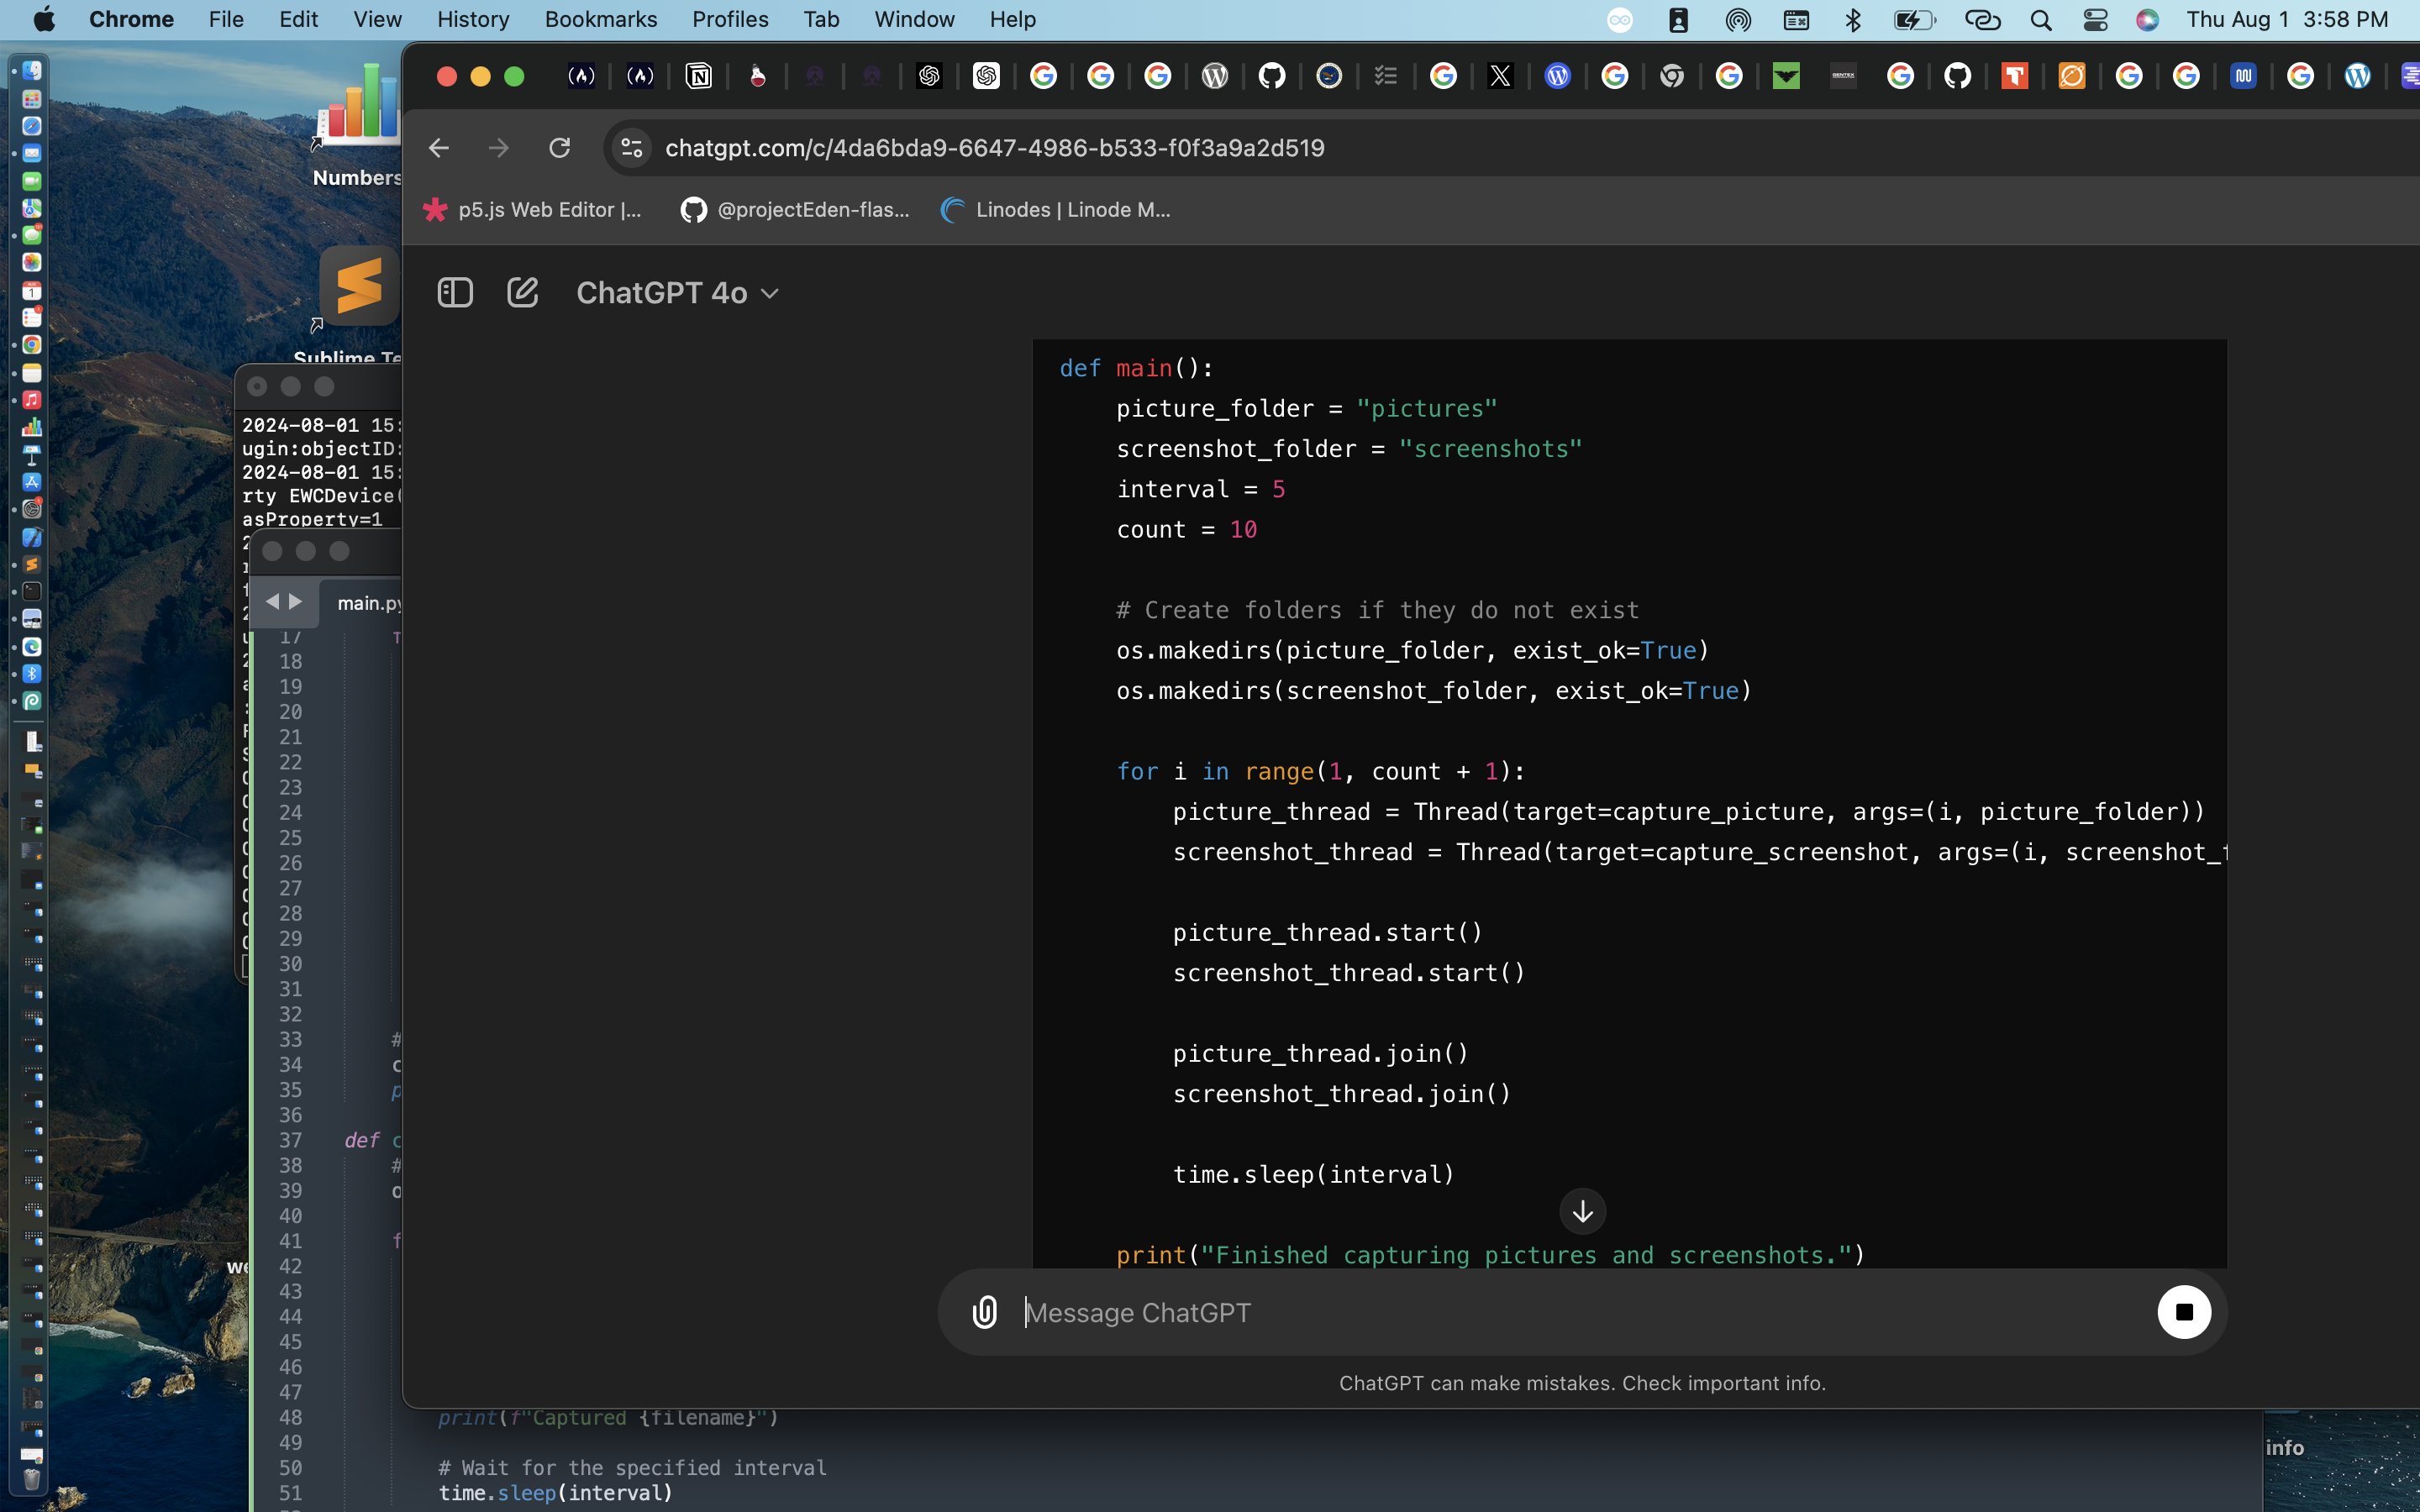 Chrome File Edit View History Bookmarks Profiles Tab Window Help Thu Aug 1 3:58 PM
Numbers
Sublime Te
chatgpt.com/c/4da6bda9-6647-4986-b533-f0f3a9a2d519
p5.js Web Editor |... @projectEden-flas... Linodes | Linode M...
ChatGPT 4o
def main():
picture_folder = "pictures"
screenshot_folder = "screenshots"
interval = 5
count = 10
# Create folders if they do not exist
os.makedirs(picture_folder, exist_ok=True)
os.makedirs(screenshot_folder, exist_ok=True)
for i in range(1, count + 1):
picture_thread = Thread(target=capture_picture, args=(i, picture_folder))
screenshot_thread = Thread(target=capture_screenshot, args=(i, screenshot_f
picture_thread.start()
screenshot_thread.start()
picture_thread.join()
screenshot_thread.join()
time.sleep(interval)
print("Finished capturing pictures and screenshots.")
Message ChatGPT
ChatGPT can make mistakes. Check important info.
2024-08-01 15:
ugin:objectID:
2024-08-01 15:
rty EWCDevice(
asProperty=1
main.py
17
18
19
20
21
22
23
24
25
26
27
28
29
30
31
32
33 #
34 c
35 p
36
37 def c
38 #
39 o
40
41 f
42
43
44
45
46
47
48 print(f"Captured {filename}")
49
50 # Wait for the specified interval
51 time.sleep(interval)
we
info